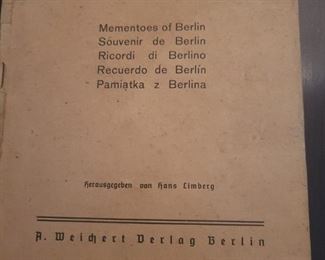 Mementoes of Berlin
Souvenir de Berlin
Ricordi di Berlino
Recuerdo de Berlín
Pamiątka z Berlina
Herausgegeben von Hans Limberg
A. Weichert Verlag Berlin